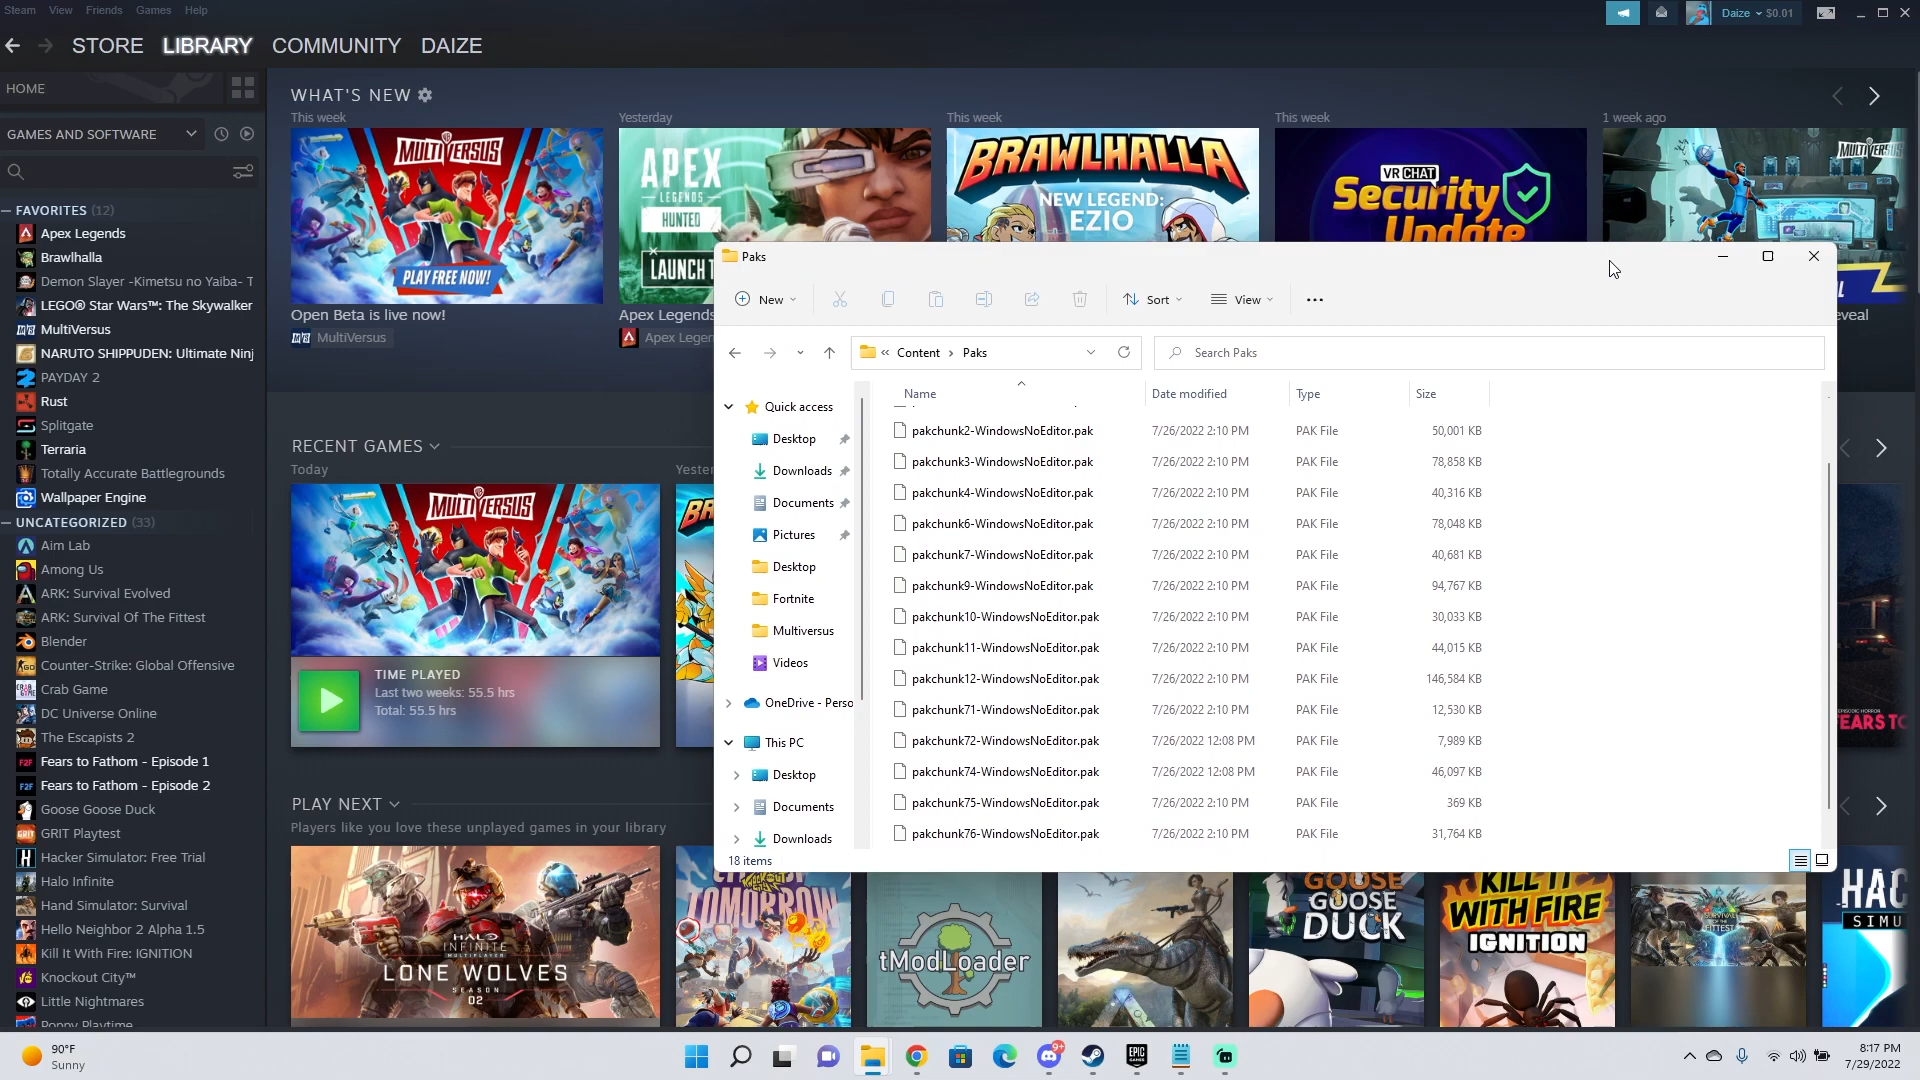 Steam View Friends Games Help
Daize $0.01
STORE LIBRARY COMMUNITY DAIZE
HOME
GAMES AND SOFTWARE
FAVORITES (12)
Apex Legends
Brawlhalla
Demon Slayer -Kimetsu no Yaiba- T
LEGO® Star Wars™: The Skywalker
MultiVersus
NARUTO SHIPPUDEN: Ultimate Ninj
PAYDAY 2
Rust
Splitgate
Terraria
Totally Accurate Battlegrounds
Wallpaper Engine
UNCATEGORIZED (33)
Aim Lab
Among Us
ARK: Survival Evolved
ARK: Survival Of The Fittest
Blender
Counter-Strike: Global Offensive
Crab Game
DC Universe Online
The Escapists 2
Fears to Fathom - Episode 1
Fears to Fathom - Episode 2
Goose Goose Duck
GRIT Playtest
Hacker Simulator: Free Trial
Halo Infinite
Hand Simulator: Survival
Hello Neighbor 2 Alpha 1.5
Kill It With Fire: IGNITION
Knockout City™
Little Nightmares
Poppy Playtime
WHAT'S NEW
This week
Yesterday
This week
This week
1 week ago
MULTIVERSUS
PLAY FREE NOW!
APEX
LEGENDS
HUNTED
LAUNCH T
BRAWLHALLA
NEW LEGEND:
EZIO
VRCHAT
Security
Update
MULTIVERSUS
Open Beta is live now!
MultiVersus
Apex Legends
Apex Leger
eveal
RECENT GAMES
Today
Yester
MULTIVERSUS
TIME PLAYED
Last two weeks: 55.5 hrs
Total: 55.5 hrs
PLAY NEXT
Players like you love these unplayed games in your library
HALO
INFINITE
MULTIPLAYER
LONE WOLVES
SEASON
02
TOMORROW
tModLoader
GOOSE
GOOSE
DUCK
KILL IT
WITH FIRE
IGNITION
HAC
SIMU
EARS TO
Paks
New
Sort
View
Content
Paks
Search Paks
Quick access
Desktop
Downloads
Documents
Pictures
Desktop
Fortnite
Multiversus
Videos
OneDrive - Perso
This PC
Desktop
Documents
Downloads
Name Date modified Type Size
pakchunk2-WindowsNoEditor.pak 7/26/2022 2:10 PM PAK File 50,001 KB
pakchunk3-WindowsNoEditor.pak 7/26/2022 2:10 PM PAK File 78,858 KB
pakchunk4-WindowsNoEditor.pak 7/26/2022 2:10 PM PAK File 40,316 KB
pakchunk6-WindowsNoEditor.pak 7/26/2022 2:10 PM PAK File 78,048 KB
pakchunk7-WindowsNoEditor.pak 7/26/2022 2:10 PM PAK File 40,681 KB
pakchunk9-WindowsNoEditor.pak 7/26/2022 2:10 PM PAK File 94,767 KB
pakchunk10-WindowsNoEditor.pak 7/26/2022 2:10 PM PAK File 30,033 KB
pakchunk11-WindowsNoEditor.pak 7/26/2022 2:10 PM PAK File 44,015 KB
pakchunk12-WindowsNoEditor.pak 7/26/2022 2:10 PM PAK File 146,584 KB
pakchunk71-WindowsNoEditor.pak 7/26/2022 2:10 PM PAK File 12,530 KB
pakchunk72-WindowsNoEditor.pak 7/26/2022 12:08 PM PAK File 7,989 KB
pakchunk74-WindowsNoEditor.pak 7/26/2022 12:08 PM PAK File 46,097 KB
pakchunk75-WindowsNoEditor.pak 7/26/2022 2:10 PM PAK File 369 KB
pakchunk76-WindowsNoEditor.pak 7/26/2022 2:10 PM PAK File 31,764 KB
18 items
90°F
Sunny
9+
EPIC
GAMES
8:17 PM
7/29/2022